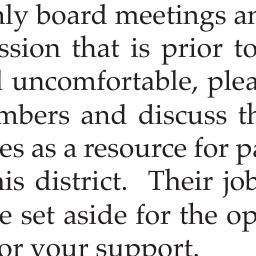 nly board meetings an
ssion that is prior to
l uncomfortable, plea
mbers and discuss th
es as a resource for pa
nis district. Their job
e set aside for the op
or your support.